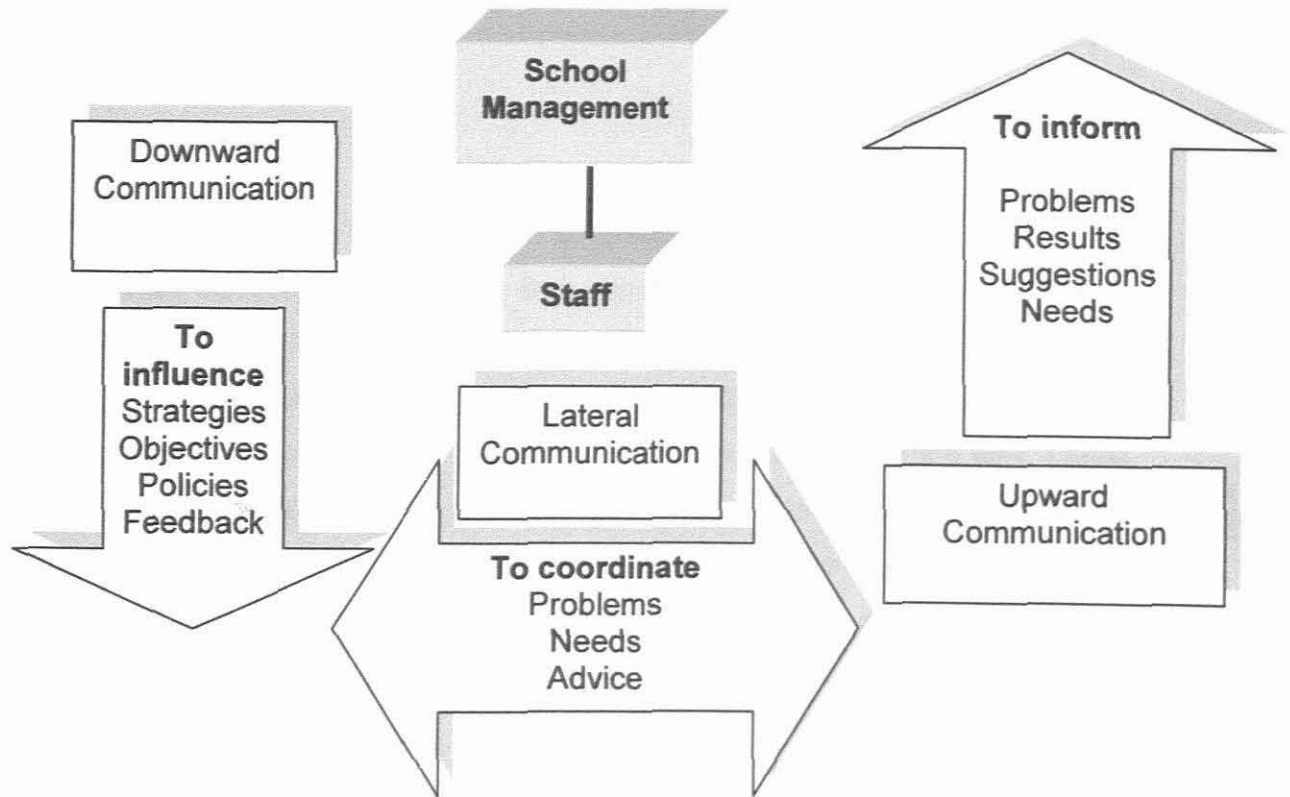 School
Management
Staff
Downward
Communication
To
influence
Strategies
Objectives
Policies
Feedback
Lateral
Communication
To coordinate
Problems
Needs
Advice
To inform
Problems
Results
Suggestions
Needs
Upward
Communication